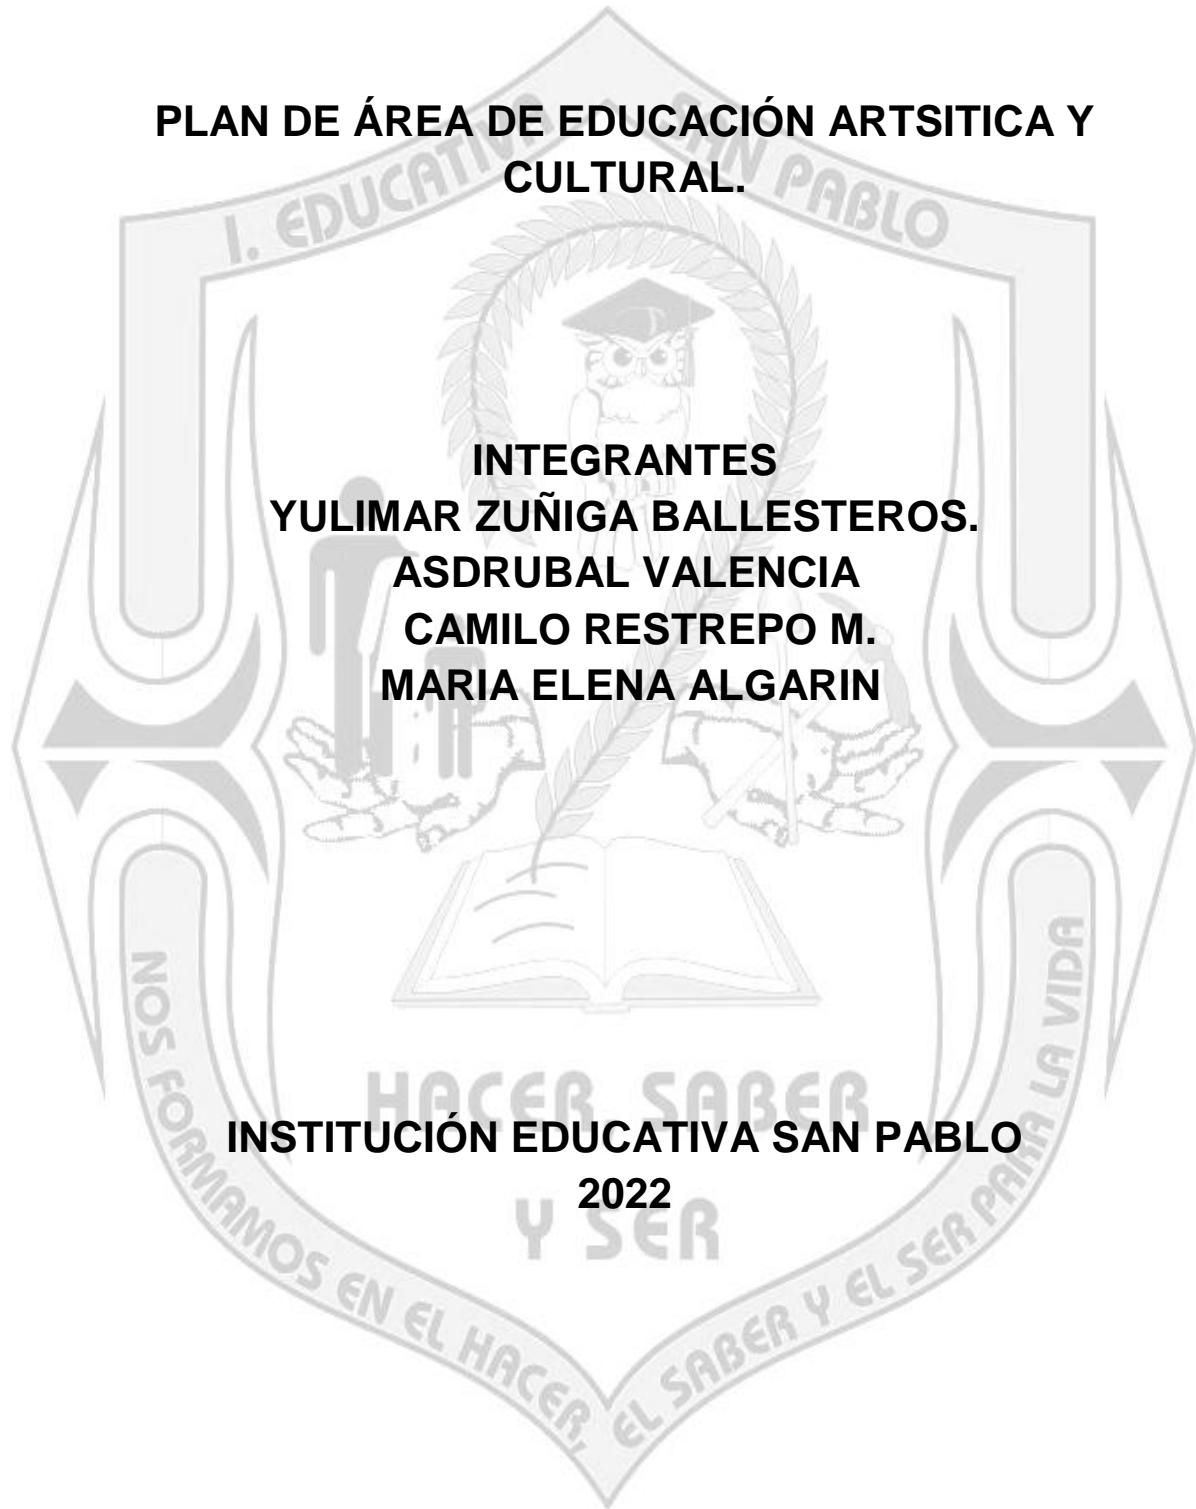 PLAN DE ÁREA DE EDUCACIÓN ARTSITICA Y
CULTURAL.
I. EDUCATIVA SAN PABLO
INTEGRANTES
YULIMAR ZUÑIGA BALLESTEROS.
ASDRUBAL VALENCIA
CAMILO RESTREPO M.
MARIA ELENA ALGARIN
HACER, SABER
INSTITUCIÓN EDUCATIVA SAN PABLO
2022
Y SER
NOS FORMAMOS EN EL HACER, EL SABER Y EL SER PARA LA VIDA